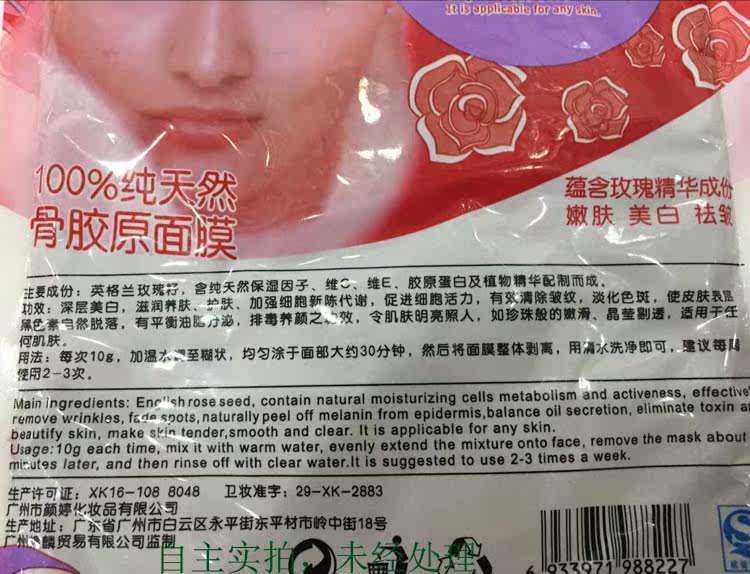 It is applicable for any skin.
100%纯天然
骨胶原面膜
蕴含玫瑰精华成份
嫩肤 美白 祛皱
主要成份：英格兰玫瑰籽，含纯天然保湿因子、维C、维E、胶原蛋白及植物精华配制而成。
功效：深层美白，滋润养肤、护肤、加强细胞新陈代谢，促进细胞活力，有效清除皱纹，淡化色斑，使皮肤表层
黑色素自然脱落，有平衡油脂分泌，排毒养颜之功效，令肌肤明亮照人，如珍珠般的嫩滑、晶莹剔透，适用于任
何肌肤。
用法：每次10g，加温水调至糊状，均匀涂于面部大约30分钟，然后将面膜整体剥离，用清水洗净即可，建议每周
使用2-3次。
Main ingredients: English rose seed, contain natural moisturizing cells metabolism and activeness, effective
remove wrinkles, fade spots,naturally peel off melanin from epidermis,balance oil secretion, eliminate toxin a
beautify skin, make skin tender,smooth and clear. It is applicable for any skin.
Usage:10g each time, mix it with warm water, evenly extend the mixture onto face, remove the mask about
minutes later, and then rinse off with clear water.It is suggested to use 2-3 times a week.
生产许可证：XK16-108 8048 卫妆准字：29-XK-2883
广州市颜婷化妆品有限公司
生产地址：广东省广州市白云区永平街东平材市岭中街18号
广州 麟贸易有限公司监制
自主实拍，未经处理
6 933971 988227